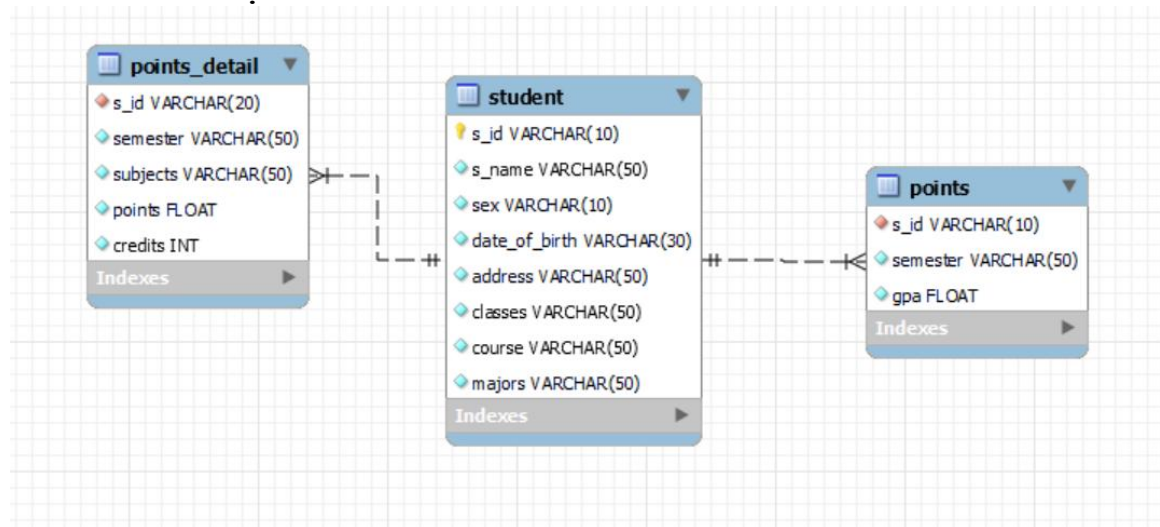 points_detail
s_id VARCHAR(20)
semester VARCHAR(50)
subjects VARCHAR(50)
points FLOAT
credits INT
Indexes
student
s_id VARCHAR(10)
s_name VARCHAR(50)
sex VARCHAR(10)
date_of_birth VARCHAR(30)
address VARCHAR(50)
classes VARCHAR(50)
course VARCHAR(50)
majors VARCHAR(50)
Indexes
points
s_id VARCHAR(10)
semester VARCHAR(50)
gpa FLOAT
Indexes